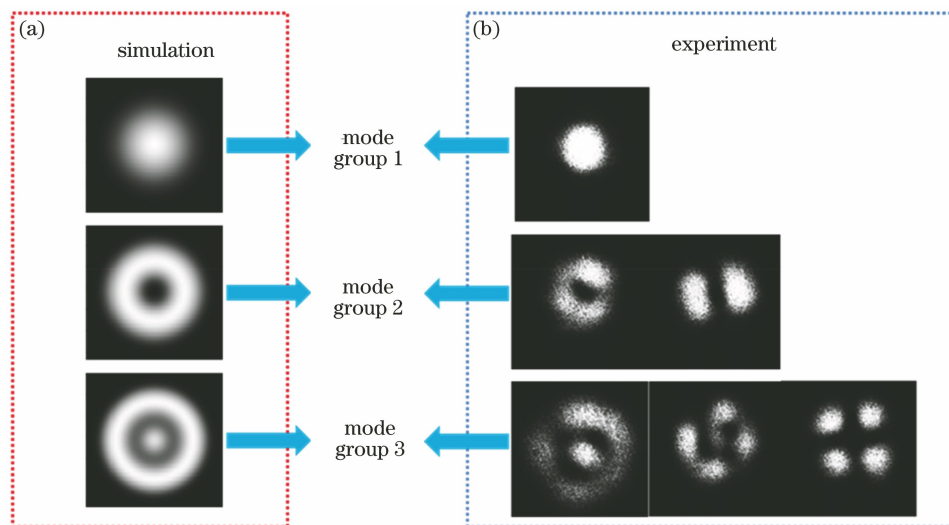 (a)
simulation
(b)
experiment
mode
group 1
mode
group 2
mode
group 3